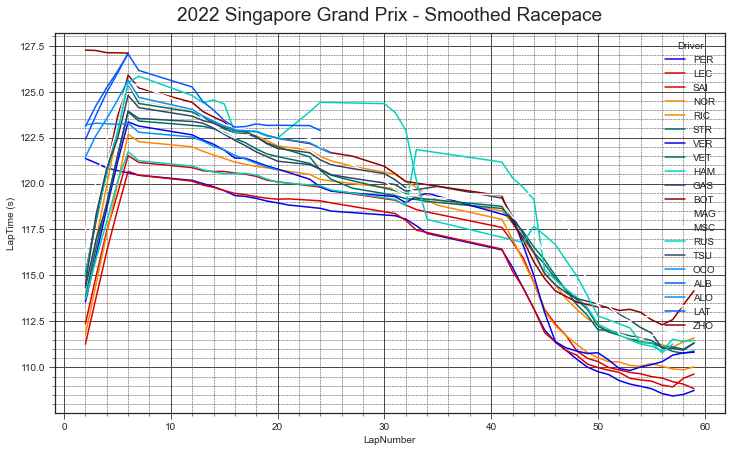 2022 Singapore Grand Prix - Smoothed Racepace
127.5
125.0
122.5
120.0
117.5
115.0
112.5
110.0
LapTime (s)
0
10
20
30
40
50
60
LapNumber
Driver
PER
LEC
SAI
NOR
RIC
STR
VER
VET
HAM
GAS
BOT
MAG
MSC
RUS
TSU
OCO
ALB
ALO
LAT
ZHO